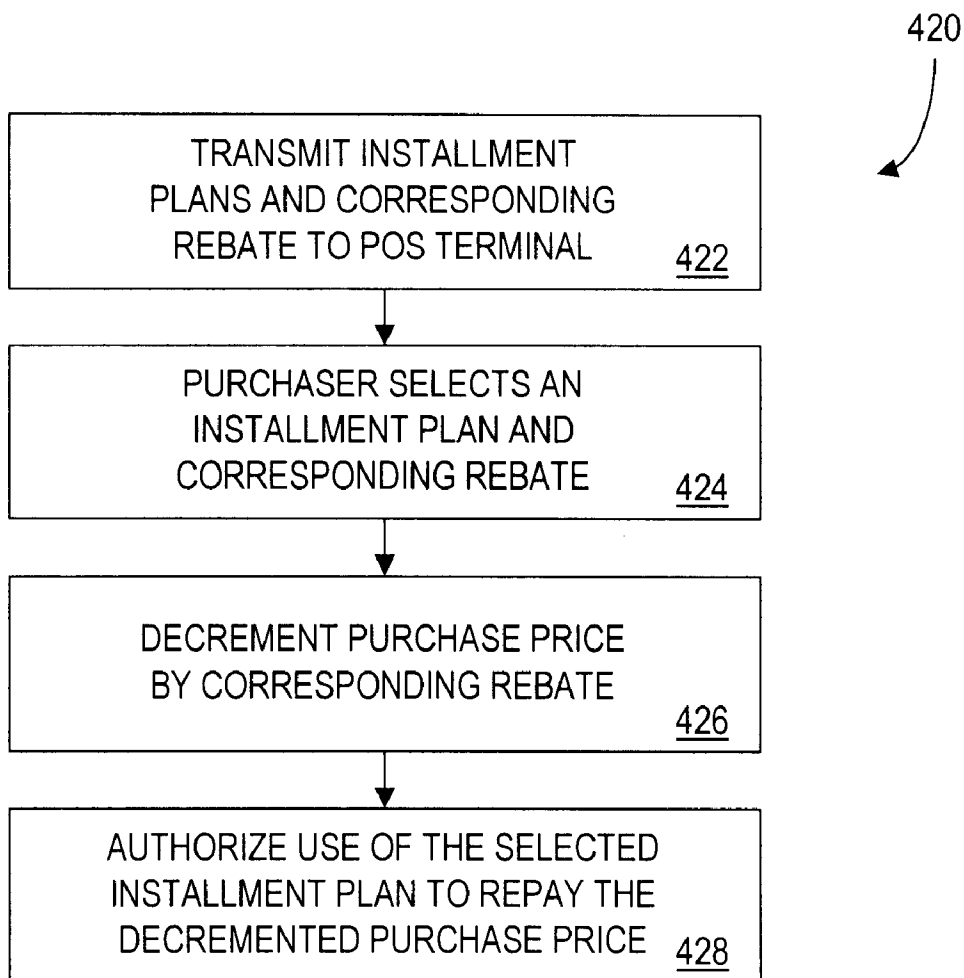 420
TRANSMIT INSTALLMENT
PLANS AND CORRESPONDING
REBATE TO POS TERMINAL
422
PURCHASER SELECTS AN
INSTALLMENT PLAN AND
CORRESPONDING REBATE
424
DECREMENT PURCHASE PRICE
BY CORRESPONDING REBATE
426
AUTHORIZE USE OF THE SELECTED
INSTALLMENT PLAN TO REPAY THE
DECREMENTED PURCHASE PRICE
428